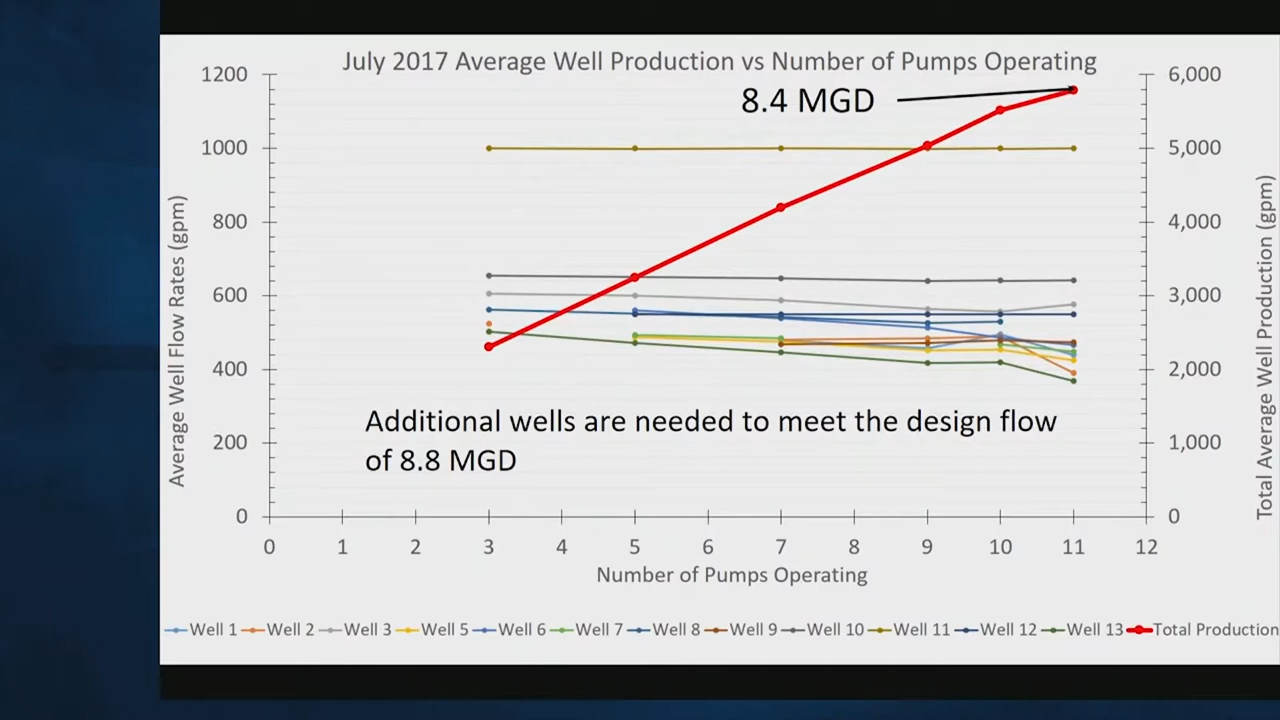 July 2017 Average Well Production vs Number of Pumps Operating
8.4 MGD
1200
1000
800
600
400
200
0
Average Well Flow Rates (gpm)
6,000
5,000
4,000
3,000
2,000
1,000
0
Total Average Well Production (gpm)
Additional wells are needed to meet the design flow
of 8.8 MGD
0 1 2 3 4 5 6 7 8 9 10 11 12
Number of Pumps Operating
Well 1 Well 2 Well 3 Well 5 Well 6 Well 7 Well 8 Well 9 Well 10 Well 11 Well 12 Well 13 Total Production